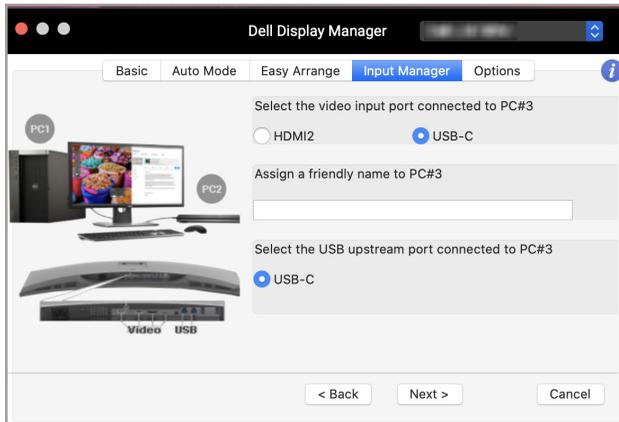 Dell Display Manager
Basic Auto Mode Easy Arrange Input Manager Options i
Select the video input port connected to PC#3
HDMI2 USB-C
Assign a friendly name to PC#3
Select the USB upstream port connected to PC#3
USB-C
PC1
PC2
Video USB
< Back Next > Cancel